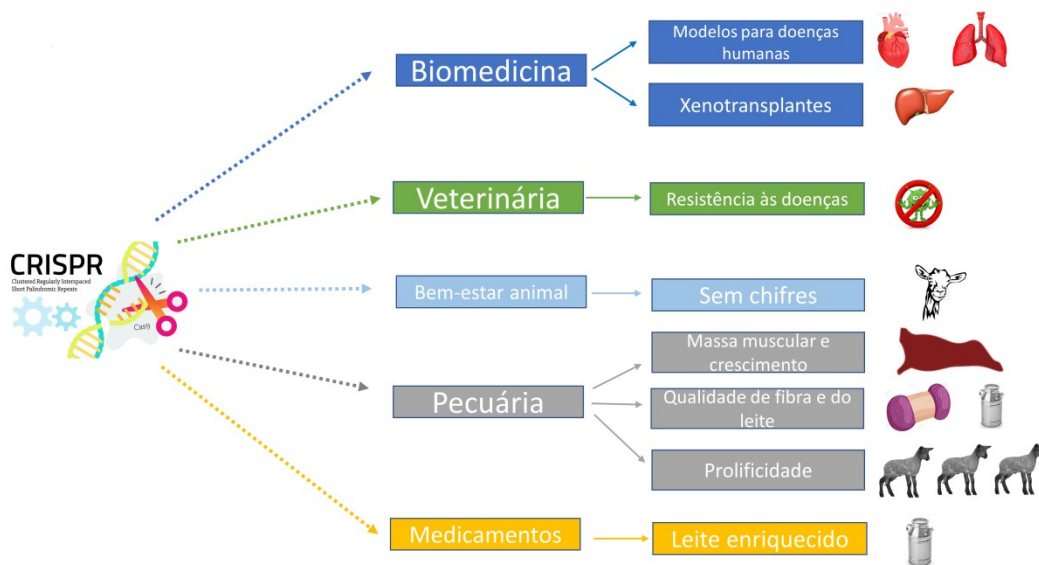 Biomedicina
Modelos para doenças
humanas
Xenotransplantes
Veterinária
Resistência às doenças
CRISPR
Clustered Regularly Interspaced
Short Palindromic Repeats
Cas9
Bem-estar animal
Sem chifres
Pecuária
Massa muscular e
crescimento
Qualidade de fibra e do
leite
Prolificidade
Medicamentos
Leite enriquecido